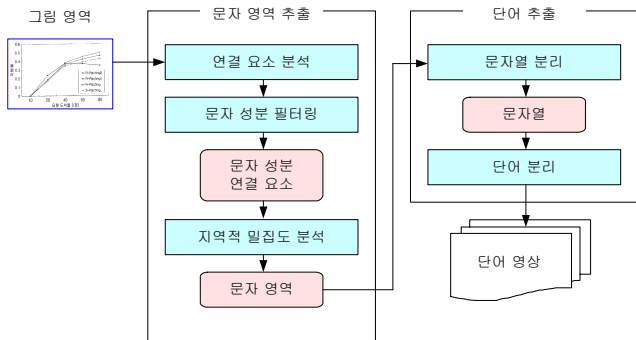 그림 영역
문자 영역 추출
단어 추출
연결 요소 분석
문자 성분 필터링
문자 성분
연결 요소
지역적 밀집도 분석
문자 영역
문자열 분리
문자열
단어 분리
단어 영상